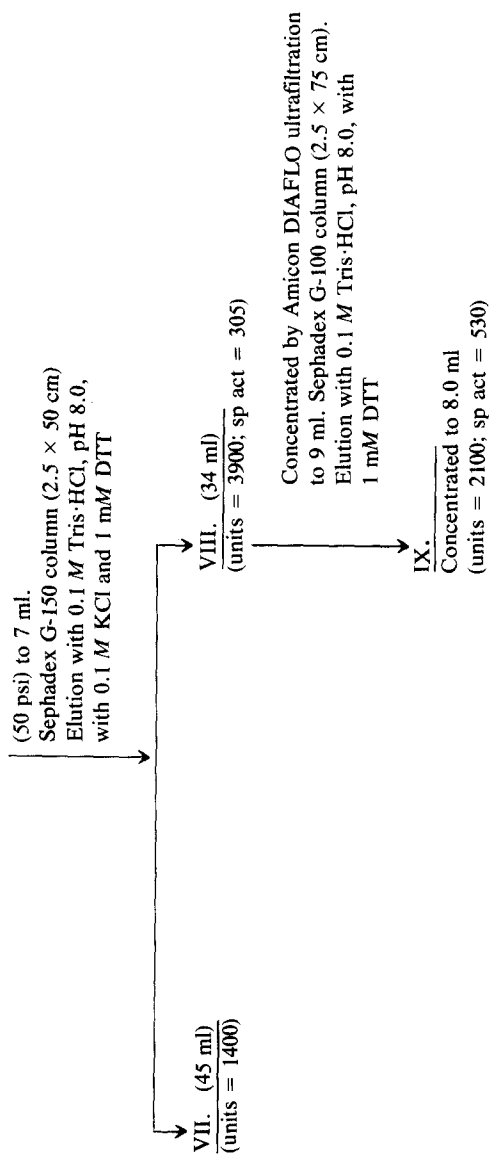 (50 psi) to 7 ml.
Sephadex G-150 column (2.5 × 50 cm)
Elution with 0.1 M Tris·HCl, pH 8.0,
with 0.1 M KCl and 1 mM DTT
VII. (45 ml)
(units = 1400)
VIII. (34 ml)
(units = 3900; sp act = 305)
Concentrated by Amicon DIAFLO ultrafiltration
to 9 ml. Sephadex G-100 column (2.5 × 75 cm).
Elution with 0.1 M Tris·HCl, pH 8.0, with
1 mM DTT
IX.
Concentrated to 8.0 ml
(units = 2100; sp act = 530)